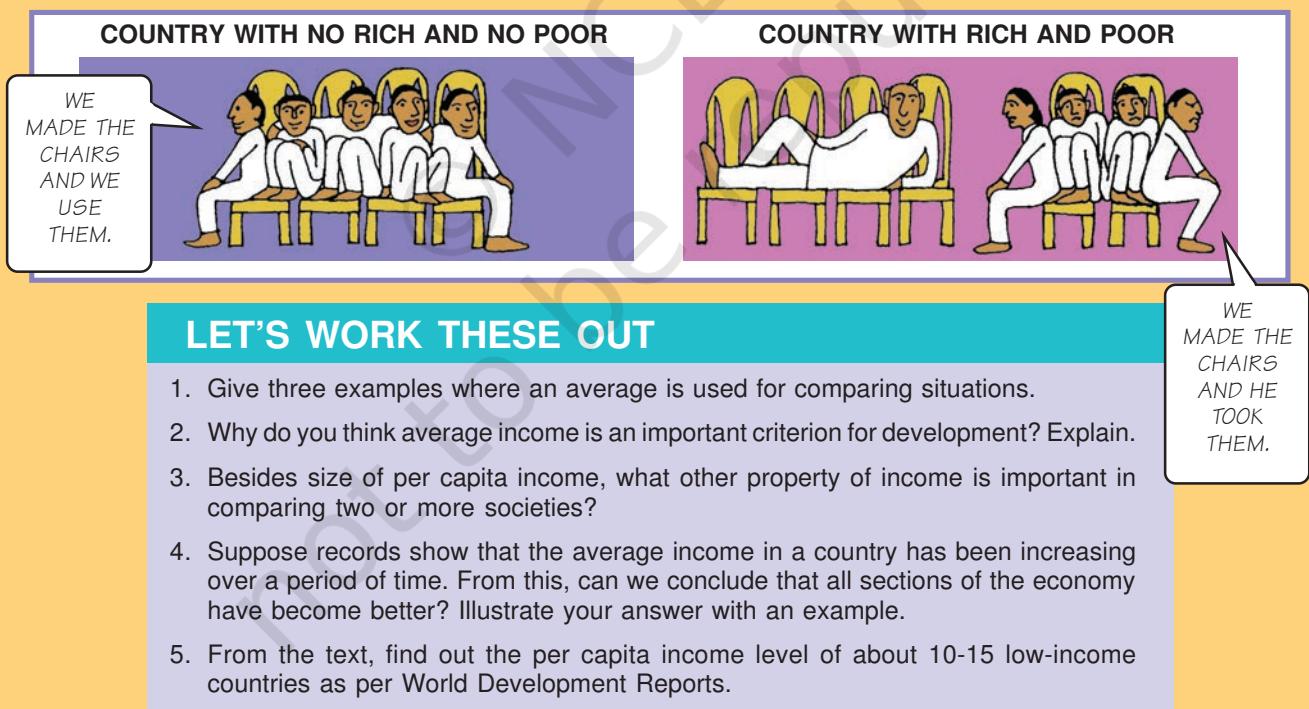 COUNTRY WITH NO RICH AND NO POOR
WE
MADE THE
CHAIRS
AND WE
USE
THEM.
COUNTRY WITH RICH AND POOR
WE
MADE THE
CHAIRS
AND HE
TOOK
THEM.
LET'S WORK THESE OUT
1. Give three examples where an average is used for comparing situations.
2. Why do you think average income is an important criterion for development? Explain.
3. Besides size of per capita income, what other property of income is important in
comparing two or more societies?
4. Suppose records show that the average income in a country has been increasing
over a period of time. From this, can we conclude that all sections of the economy
have become better? Illustrate your answer with an example.
5. From the text, find out the per capita income level of about 10-15 low-income
countries as per World Development Reports.
© NC
not to be repu